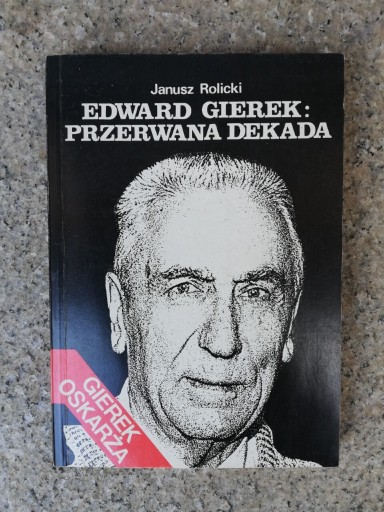 Janusz Rolicki
EDWARD GIEREK:
PRZERWANA DEKADA
GIEREK
OSKARŻA